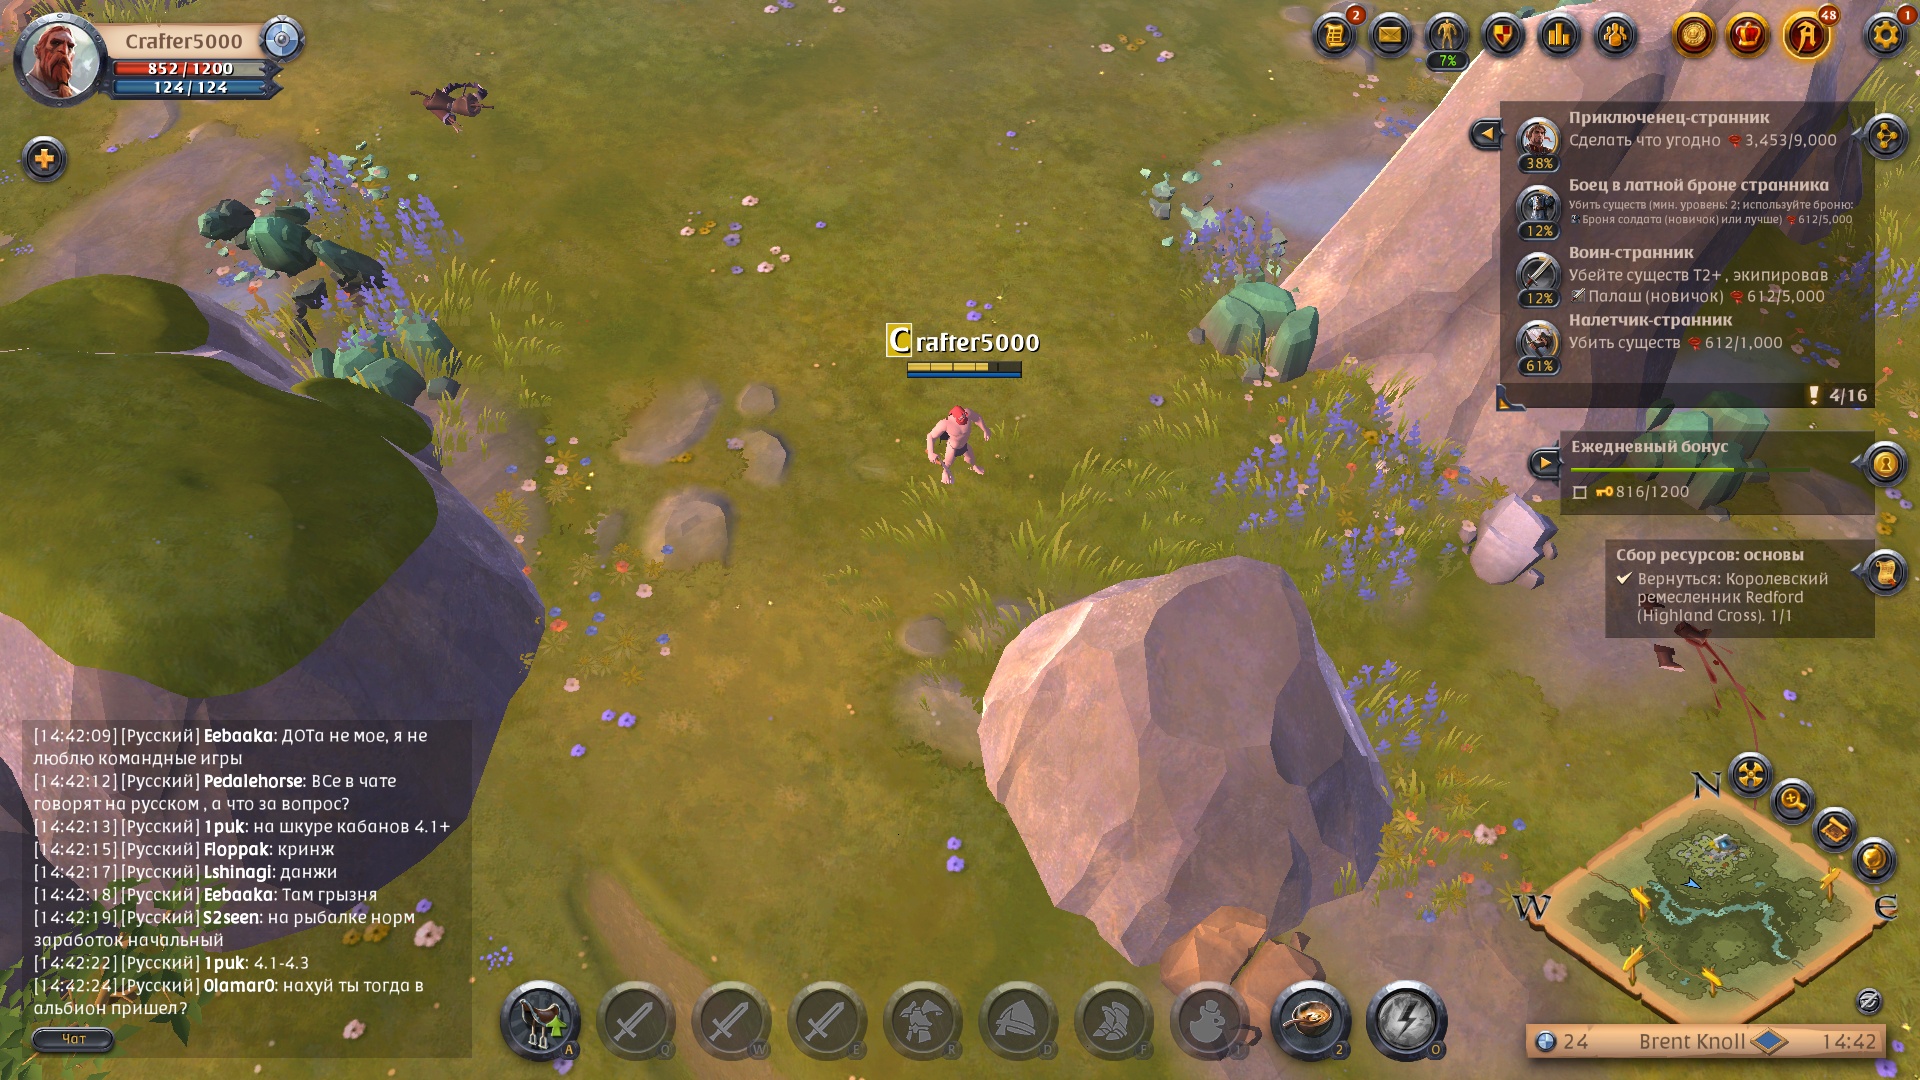 Crafter5000
852/1200
124/124
2
7%
48
1
Приключенец-странник
Сделать что угодно 3,453/9,000
38%
Боец в латной броне странника
Убить существ (мин. уровень: 2; используйте броню:
Броня солдата (новичок) или лучше) 612/5,000
12%
Воин-странник
Убейте существ T2+ , экипировав
Палаш (новичок) 612/5,000
12%
Налетчик-странник
Убить существ 612/1,000
61%
4/16
Ежедневный бонус
816/1200
Сбор ресурсов: основы
Вернуться: Королевский
ремесленник Redford
(Highland Cross). 1/1
Crafter5000
[14:42:09] [Русский] Eebaaka: ДОТа не мое, я не
люблю командные игры
[14:42:12] [Русский] Pedalehorse: ВСе в чате
говорят на русском , а что за вопрос?
[14:42:13] [Русский] 1puk: на шкуре кабанов 4.1+
[14:42:15] [Русский] Floppak: кринж
[14:42:17] [Русский] Lshinagi: данжи
[14:42:18] [Русский] Eebaaka: Там грызня
[14:42:19] [Русский] S2seen: на рыбалке норм
заработок начальный
[14:42:22] [Русский] 1puk: 4.1-4.3
[14:42:24] [Русский] OlamarO: нахуй ты тогда в
альбион пришел?
Чат
A
Q
W
E
R
D
F
1
2
O
N
W
E
24 Brent Knoll 14:42